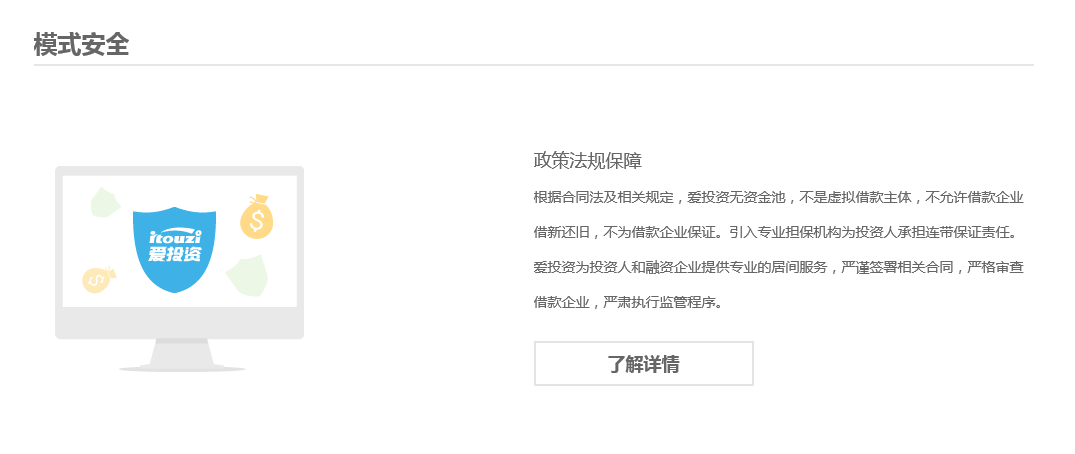 模式安全
itouzi
爱投资
政策法规保障
根据合同法及相关规定，爱投资无资金池，不是虚拟借款主体，不允许借款企业
借新还旧，不为借款企业保证。引入专业担保机构为投资人承担连带保证责任。
爱投资为投资人和融资企业提供专业的居间服务，严谨签署相关合同，严格审查
借款企业，严肃执行监管程序。
了解详情